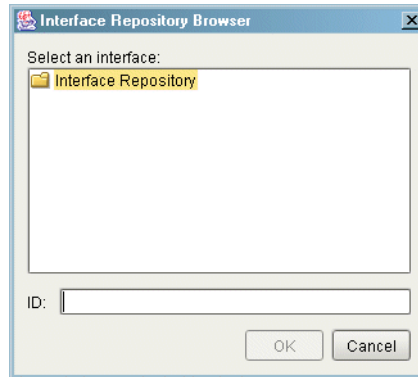 Interface Repository Browser
Select an interface:
Interface Repository
ID:
OK
Cancel